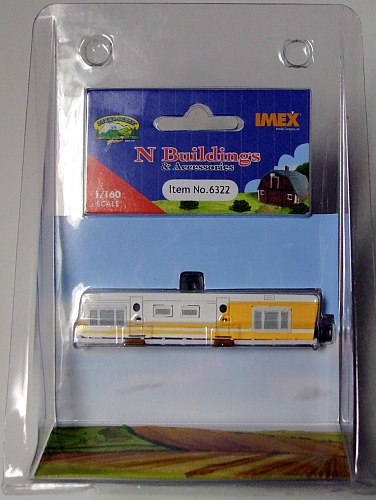 IMEX
N Buildings
& Accessories
Item No.6322
1/160
SCALE